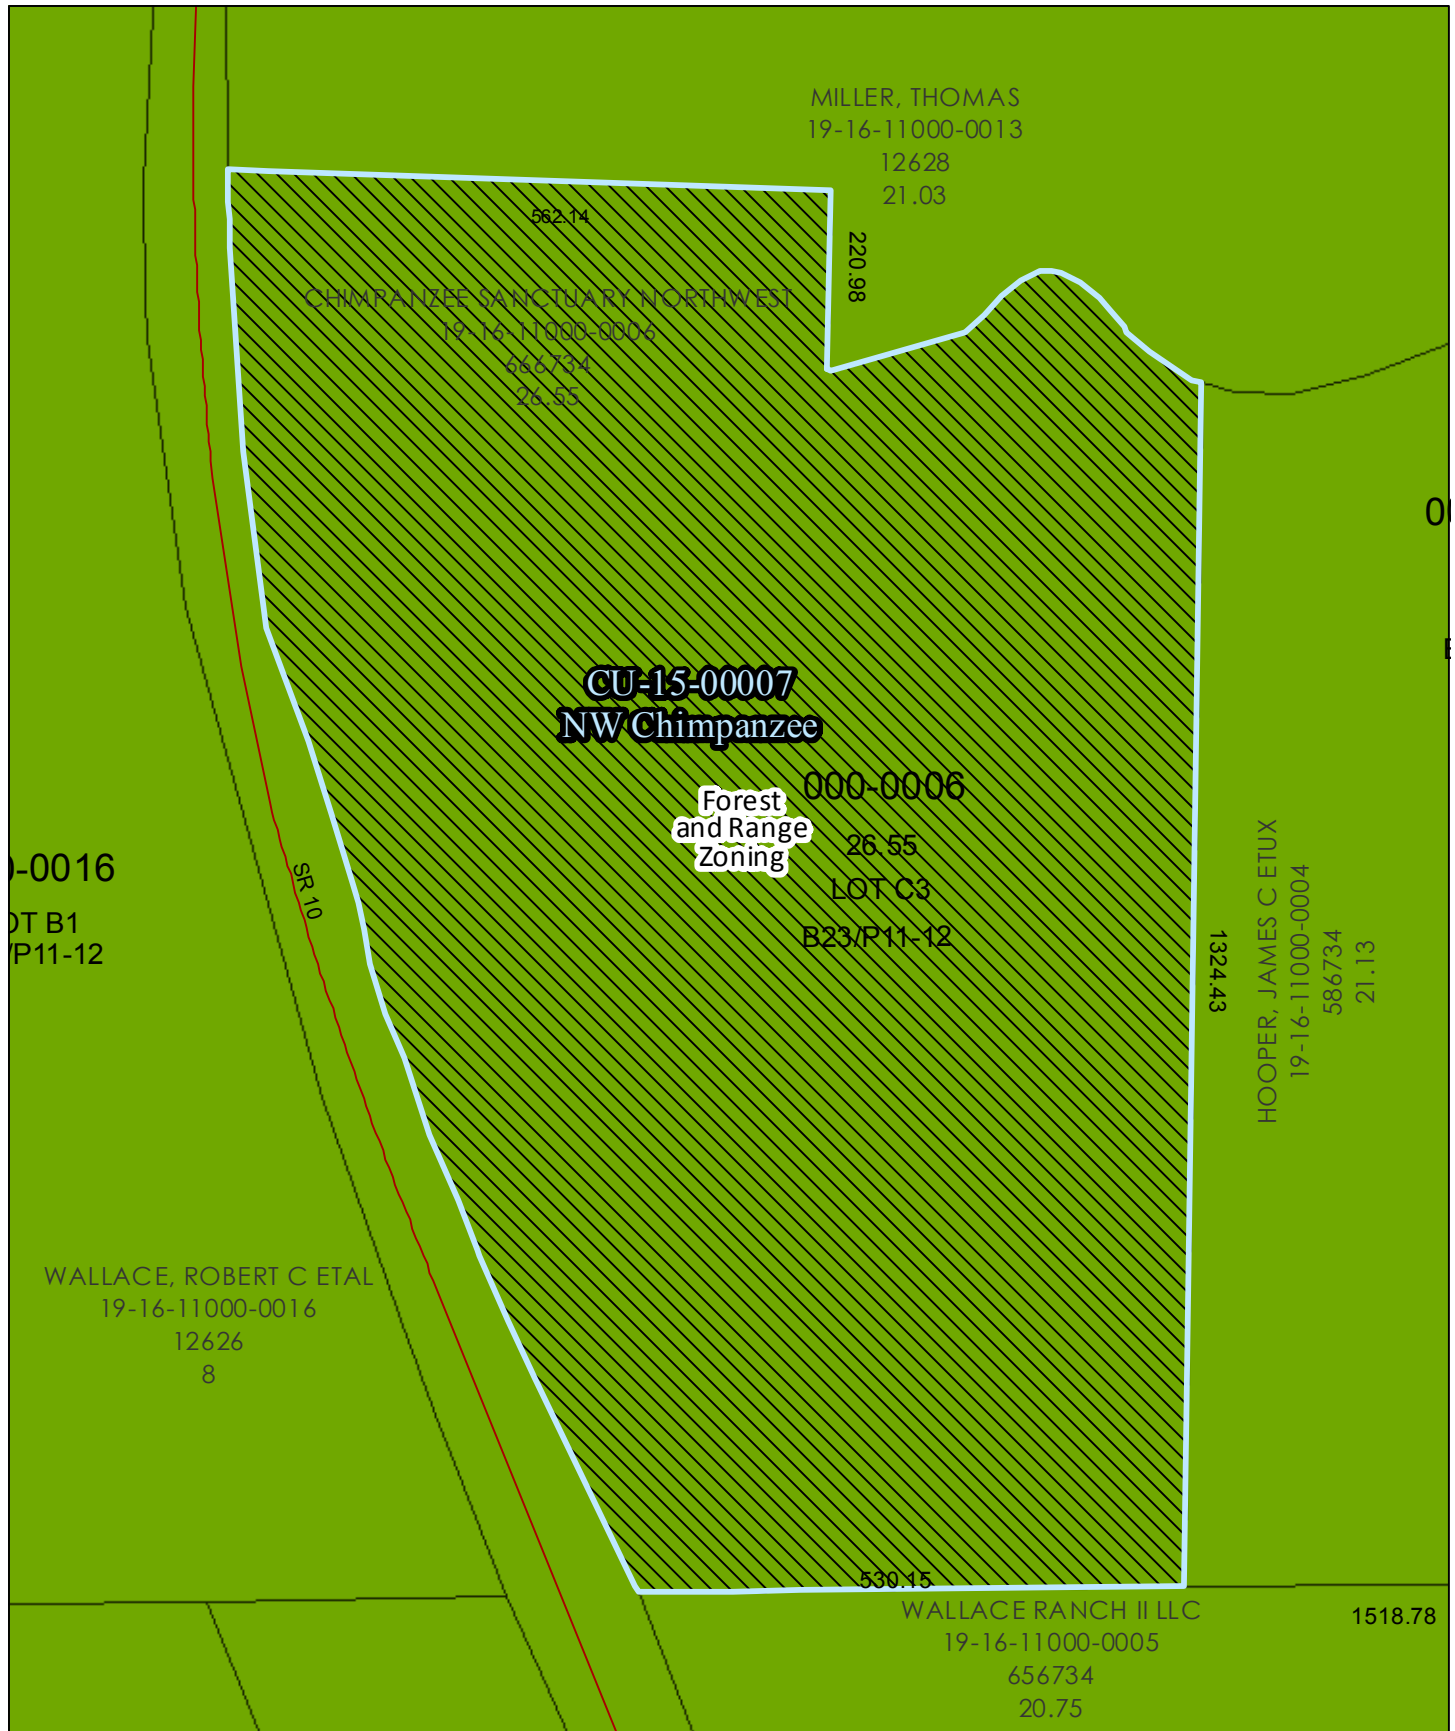 MILLER, THOMAS
19-16-11000-0013
12628
21.03
562.14
220.98
CHIMPANZEE SANCTUARY NORTHWEST
19-16-11000-0006
666734
26.55
CU-15-00007
NW Chimpanzee
Forest
and Range
Zoning
000-0006
26.55
LOT C3
B23/P11-12
-0016
OT B1
/P11-12
SR 10
1324.43
HOOPER, JAMES C ETUX
19-16-11000-0004
586734
21.13
WALLACE, ROBERT C ETAL
19-16-11000-0016
12626
8
530.15
WALLACE RANCH II LLC
19-16-11000-0005
656734
20.75
1518.78